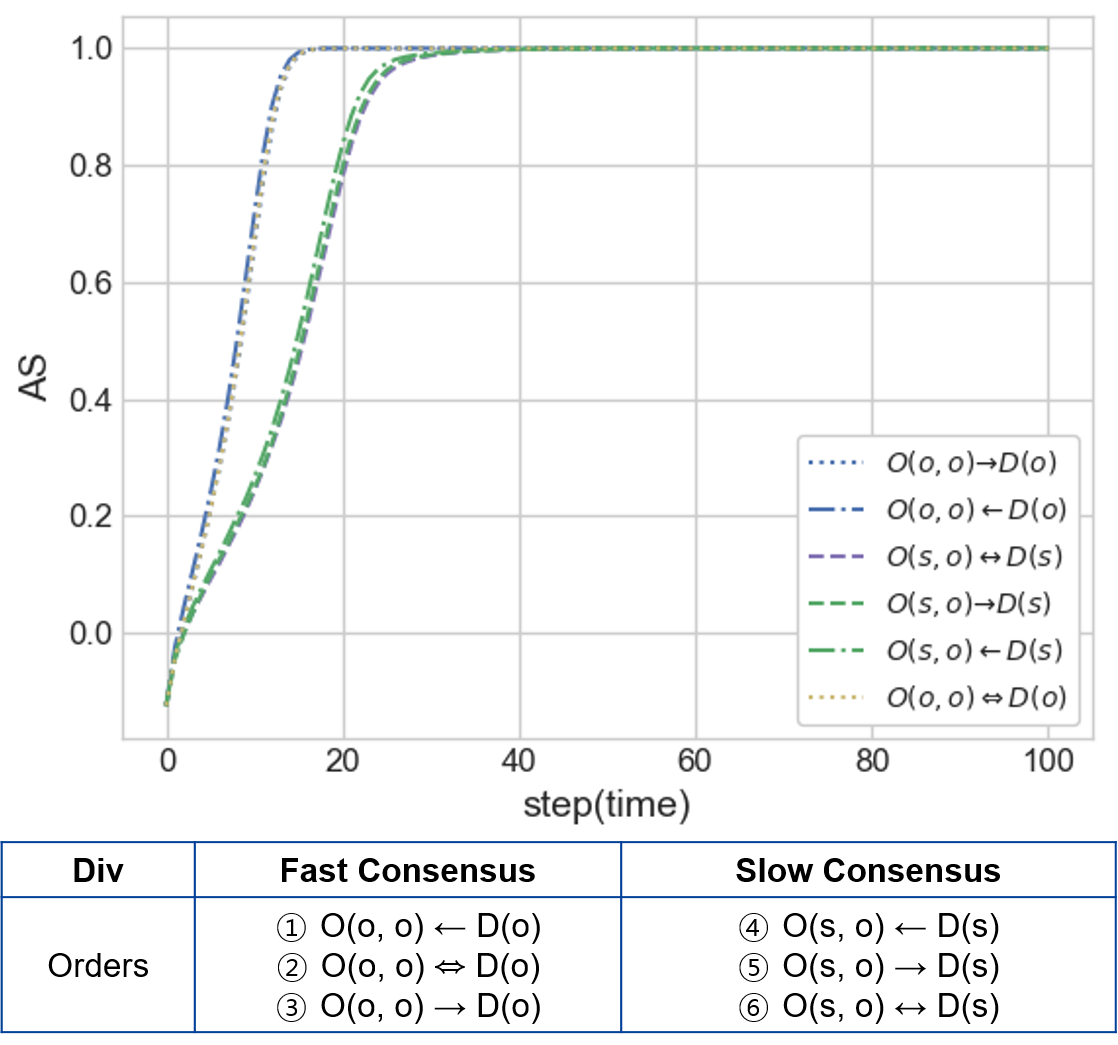 1.0
0.8
0.6
0.4
0.2
0.0
AS
O(o, o)→D(o)
O(o, o)←D(o)
O(s, o)↔D(s)
O(s, o)→D(s)
O(s, o)←D(s)
O(o, o)⇔D(o)
0 20 40 60 80 100
step(time)
Div Fast Consensus Slow Consensus
① O(o, o) ← D(o) ④ O(s, o) ← D(s)
Orders ② O(o, o) ⇔ D(o) ⑤ O(s, o) → D(s)
③ O(o, o) → D(o) ⑥ O(s, o) ↔ D(s)